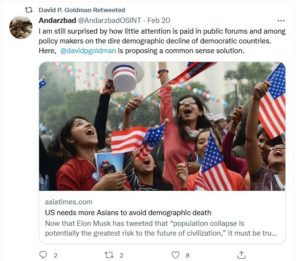 David P. Goldman Retweeted
Andarzbad @AndarzbadOSINT · Feb 20
I am still surprised by how little attention is paid in public forums and among
policy makers on the dire demographic decline of democratic countries.
Here, @davidpgoldman is proposing a common sense solution.
asiatimes.com
US needs more Asians to avoid demographic death
Now that Elon Musk has tweeted that “population collapse is
potentially the greatest risk to the future of civilization,” it must be tru...
2
2
8